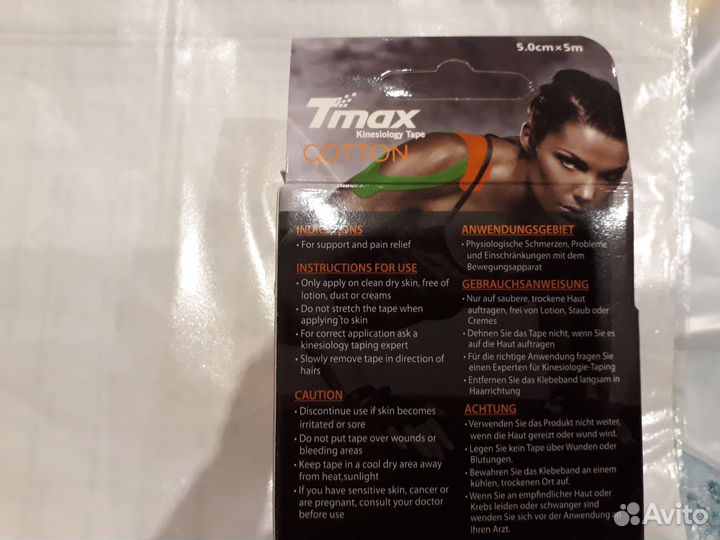 5.0cm×5m
Tmax
Kinesiology Tape
COTTON
INDICATIONS
• For support and pain relief
INSTRUCTIONS FOR USE
• Only apply on clean dry skin, free of
lotion, dust or creams
• Do not stretch the tape when
applying to skin
• For correct application ask a
kinesiology taping expert
• Slowly remove tape in direction of
hairs
CAUTION
• Discontinue use if skin becomes
irritated or sore
• Do not put tape over wounds or
bleeding areas
• Keep tape in a cool dry area away
from heat,sunlight
• If you have sensitive skin, cancer or
are pregnant, consult your doctor
before use
ANWENDUNGSGEBIET
• Physiologische Schmerzen, Probleme
und Einschränkungen mit dem
Bewegungsapparat
GEBRAUCHSANWEISUNG
• Nur auf saubere, trockene Haut
auftragen, frei von Lotion, Staub oder
Cremes
• Dehnen Sie das Tape nicht, wenn Sie es
auf die Haut auftragen
• Für die richtige Anwendung fragen Sie
einen Experten für Kinesiologie-Taping
• Entfernen Sie das Klebeband langsam in
Haarrichtung
ACHTUNG
• Verwenden Sie das Produkt nicht weiter,
wenn die Haut gereizt oder wund wird.
• Legen Sie kein Tape über Wunden oder
Blutungen.
• Bewahren Sie das Klebeband an einem
kühlen, trockenen Ort auf.
• Wenn Sie an empfindlicher Haut oder
Krebs leiden oder schwanger sind
wenden Sie sich vor der Anwendung an
Ihren Arzt.
Avito